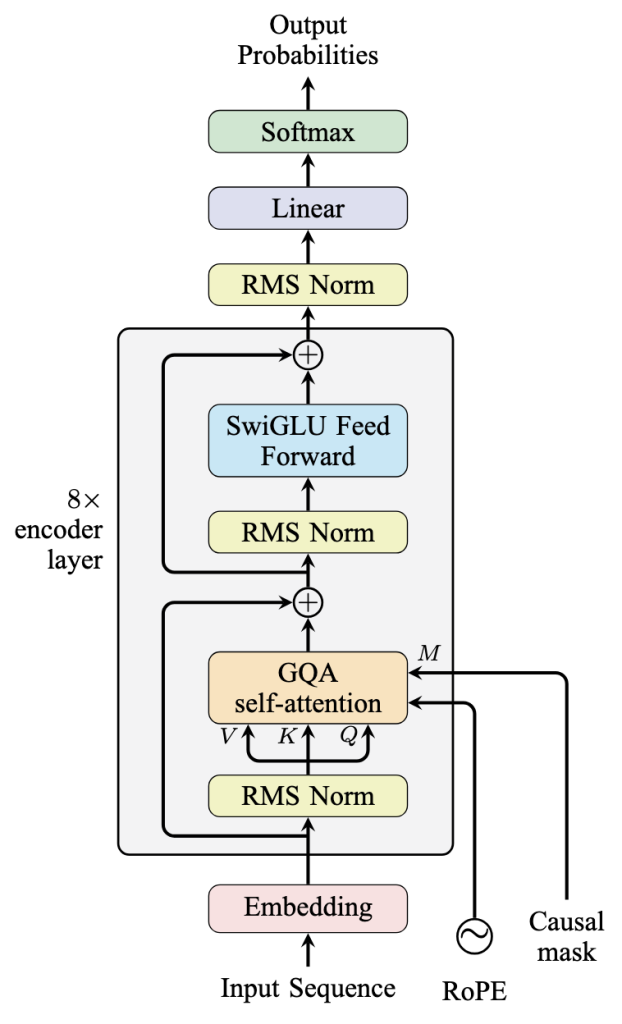 Output
Probabilities
Softmax
Linear
RMS Norm
SwiGLU Feed
Forward
8×
encoder
layer
RMS Norm
M
GQA
self-attention
V K Q
RMS Norm
Embedding
Causal
mask
Input Sequence
RoPE